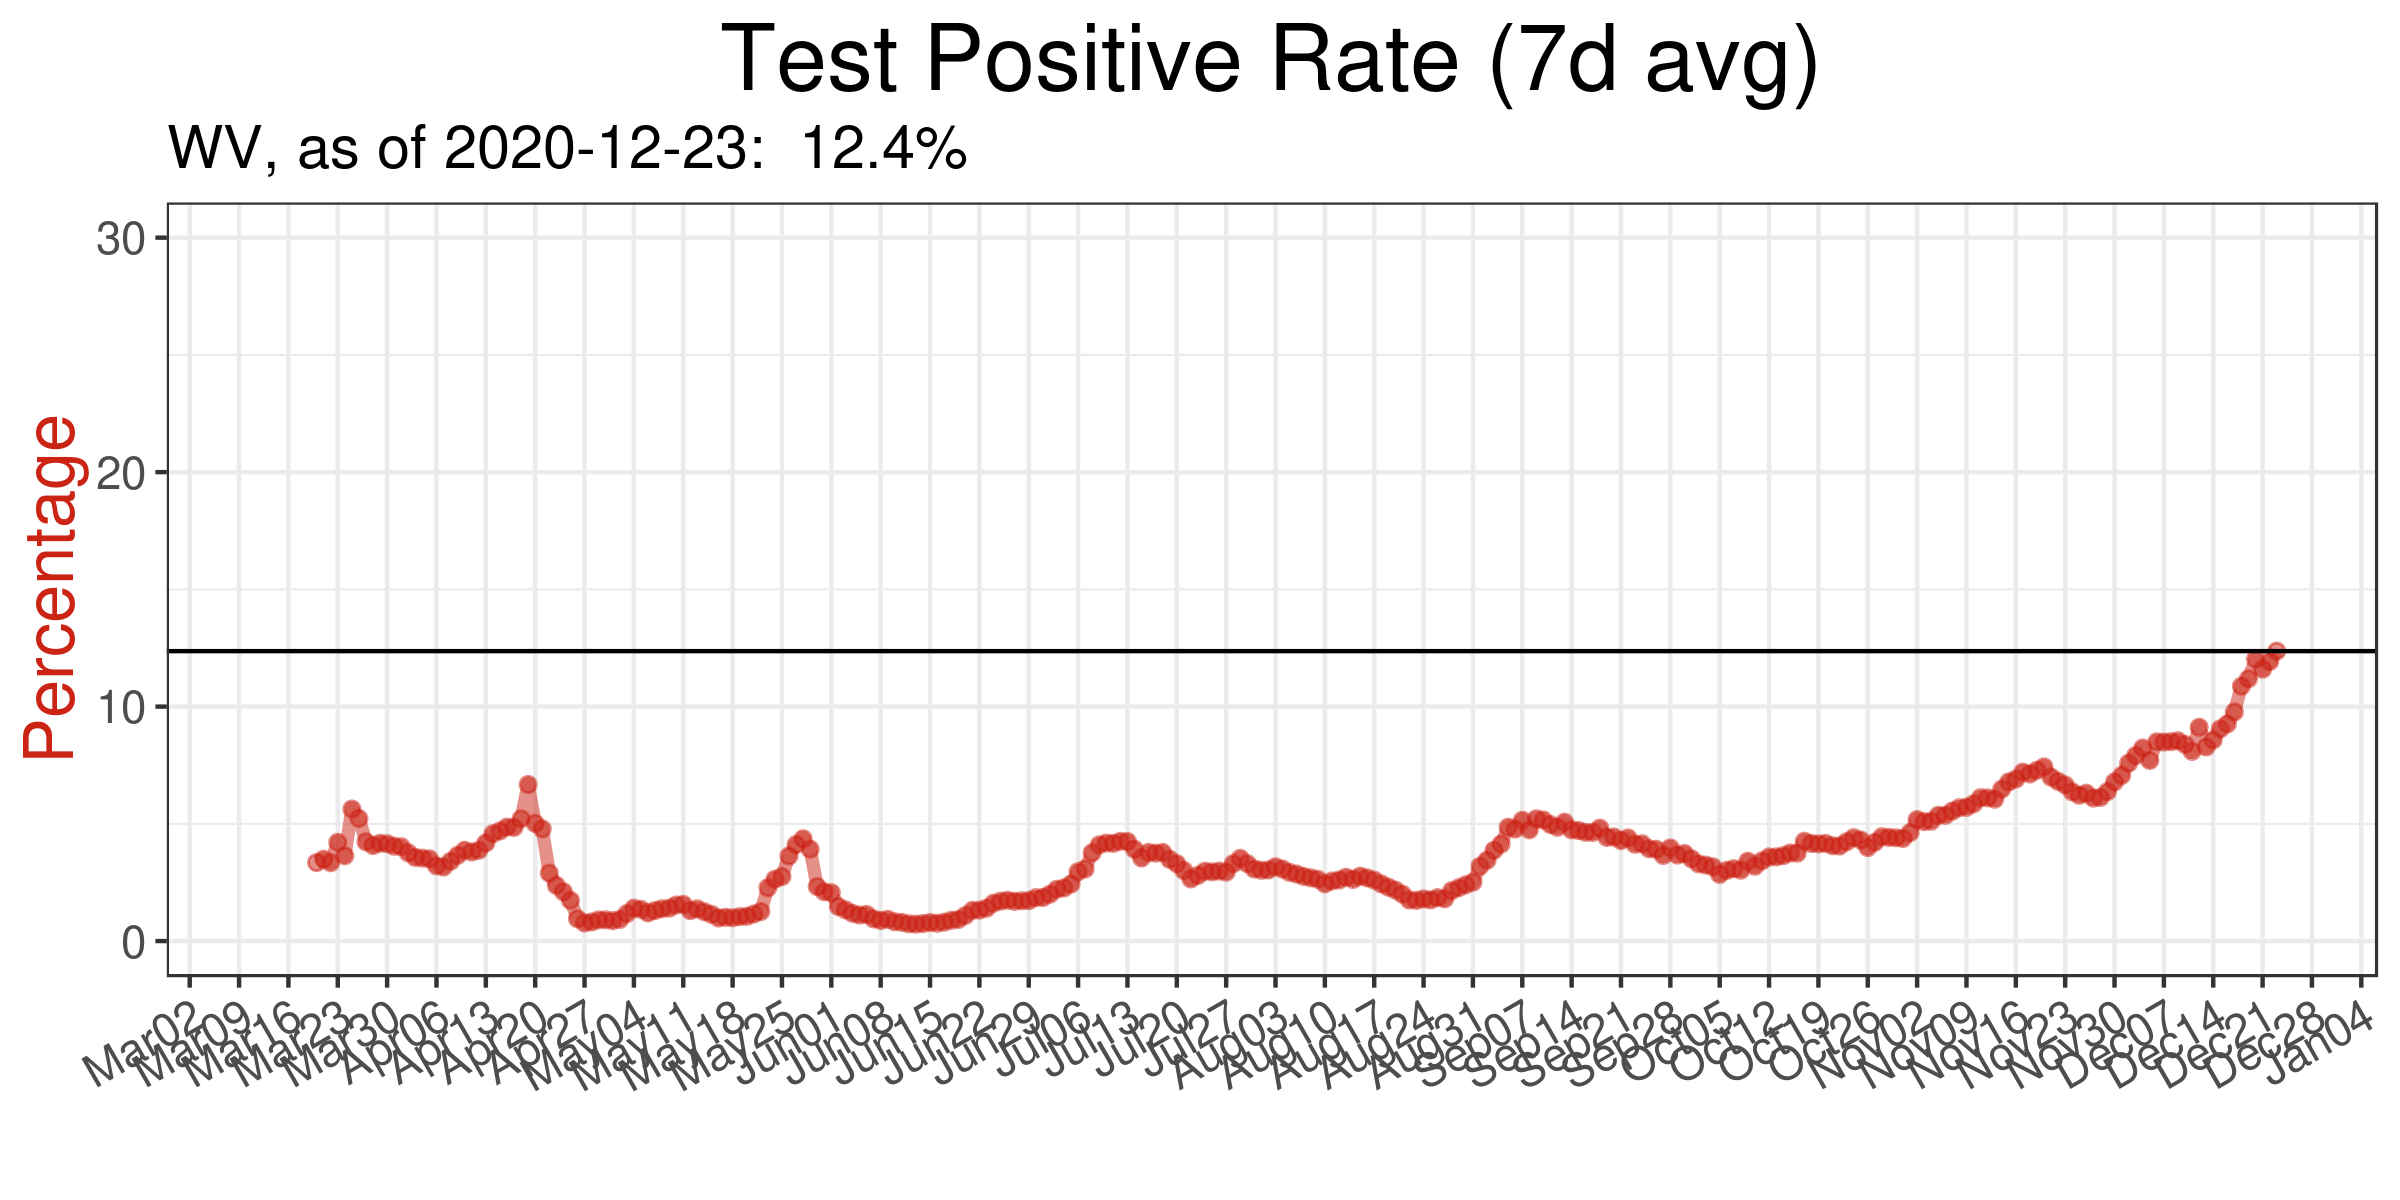 Test Positive Rate (7d avg)
WV, as of 2020-12-23:  12.4%
Percentage
30
20
10
0
Mar02
Mar09
Mar16
Mar23
Mar30
Apr06
Apr13
Apr20
Apr27
May04
May11
May18
May25
Jun01
Jun08
Jun15
Jun22
Jun29
Jul06
Jul13
Jul20
Jul27
Aug03
Aug10
Aug17
Aug24
Aug31
Sep07
Sep14
Sep21
Sep28
Oct05
Oct12
Oct19
Oct26
Nov02
Nov09
Nov16
Nov23
Nov30
Dec07
Dec14
Dec21
Dec28
Jan04